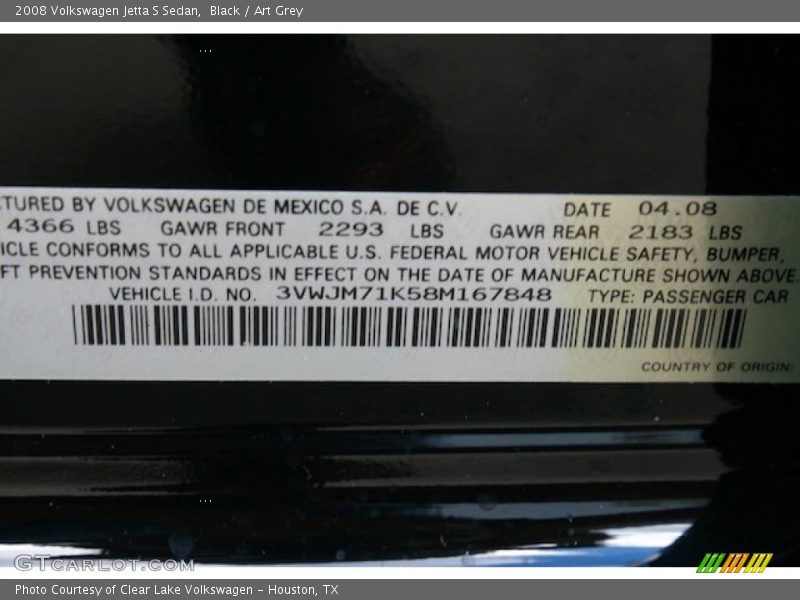 2008 Volkswagen Jetta S Sedan, Black / Art Grey
TURED BY VOLKSWAGEN DE MEXICO S.A. DE C.V. DATE 04.08
4366 LBS GAWR FRONT 2293 LBS GAWR REAR 2183 LBS
ICLE CONFORMS TO ALL APPLICABLE U.S. FEDERAL MOTOR VEHICLE SAFETY, BUMPER,
FT PREVENTION STANDARDS IN EFFECT ON THE DATE OF MANUFACTURE SHOWN ABOVE.
VEHICLE I.D. NO. 3VWJM71K58M167848 TYPE: PASSENGER CAR
COUNTRY OF ORIGIN:
GTCARLOT.COM
Photo Courtesy of Clear Lake Volkswagen - Houston, TX